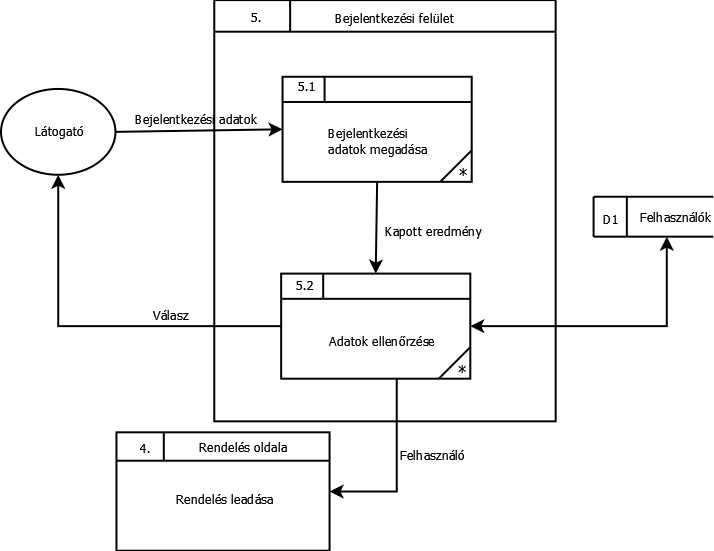 5. Bejelentkezési felület
5.1
Látogató
Bejelentkezési adatok
Bejelentkezési
adatok megadása
*
D1 Felhasználók
Kapott eredmény
5.2
Válasz
Adatok ellenőrzése
*
4. Rendelés oldala
Felhasználó
Rendelés leadása